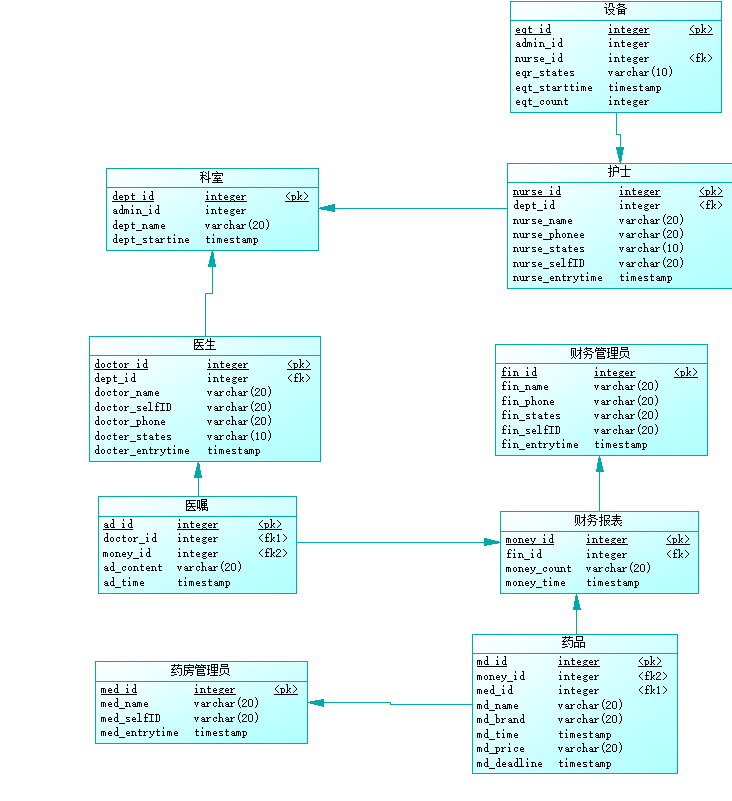 设备
eqt_id integer <pk>
admin_id integer
nurse_id integer <fk>
eqr_states varchar(10)
eqt_starttime timestamp
eqt_count integer
护士
nurse_id integer <pk>
dept_id integer <fk>
nurse_name varchar(20)
nurse_phonee varchar(20)
nurse_states varchar(10)
nurse_selfID varchar(20)
nurse_entrytime timestamp
科室
dept_id integer <pk>
admin_id integer
dept_name varchar(20)
dept_startine timestamp
医生
doctor_id integer <pk>
dept_id integer <fk>
doctor_name varchar(20)
doctor_selfID varchar(20)
doctor_phone varchar(20)
docter_states varchar(10)
docter_entrytime timestamp
财务管理员
fin_id integer <pk>
fin_name varchar(20)
fin_phone varchar(20)
fin_states varchar(20)
fin_selfID varchar(20)
fin_entrytime timestamp
医嘱
ad_id integer <pk>
doctor_id integer <fk1>
money_id integer <fk2>
ad_content varchar(20)
ad_time timestamp
财务报表
money_id integer <pk>
fin_id integer <fk>
money_count varchar(20)
money_time timestamp
药品
md_id integer <pk>
money_id integer <fk2>
med_id integer <fk1>
md_name varchar(20)
md_brand varchar(20)
md_time timestamp
md_price varchar(20)
md_deadline timestamp
药房管理员
med_id integer <pk>
med_name varchar(20)
med_selfID varchar(20)
med_entrytime timestamp